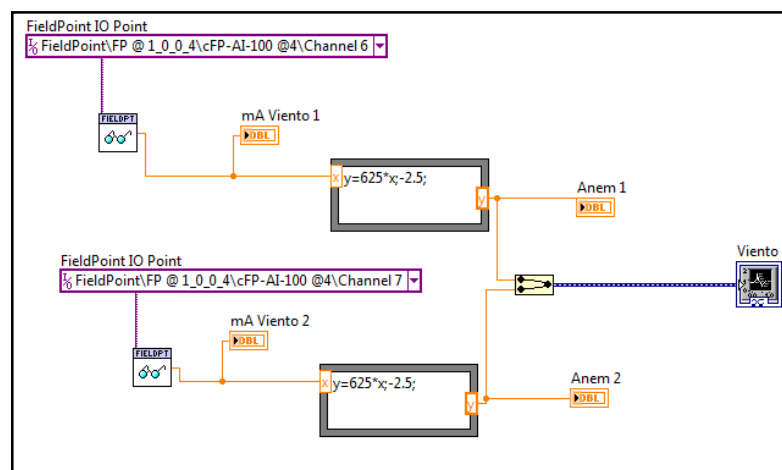 FieldPoint IO Point
I/O FieldPoint\FP @ 1_0_0_4\cFP-AI-100 @4\Channel 6
FIELDPT
mA Viento 1
DBL
x y=625*x;-2.5;
y
Anem 1
DBL
Viento
FieldPoint IO Point
I/O FieldPoint\FP @ 1_0_0_4\cFP-AI-100 @4\Channel 7
FIELDPT
mA Viento 2
DBL
x y=625*x;-2.5;
y
Anem 2
DBL